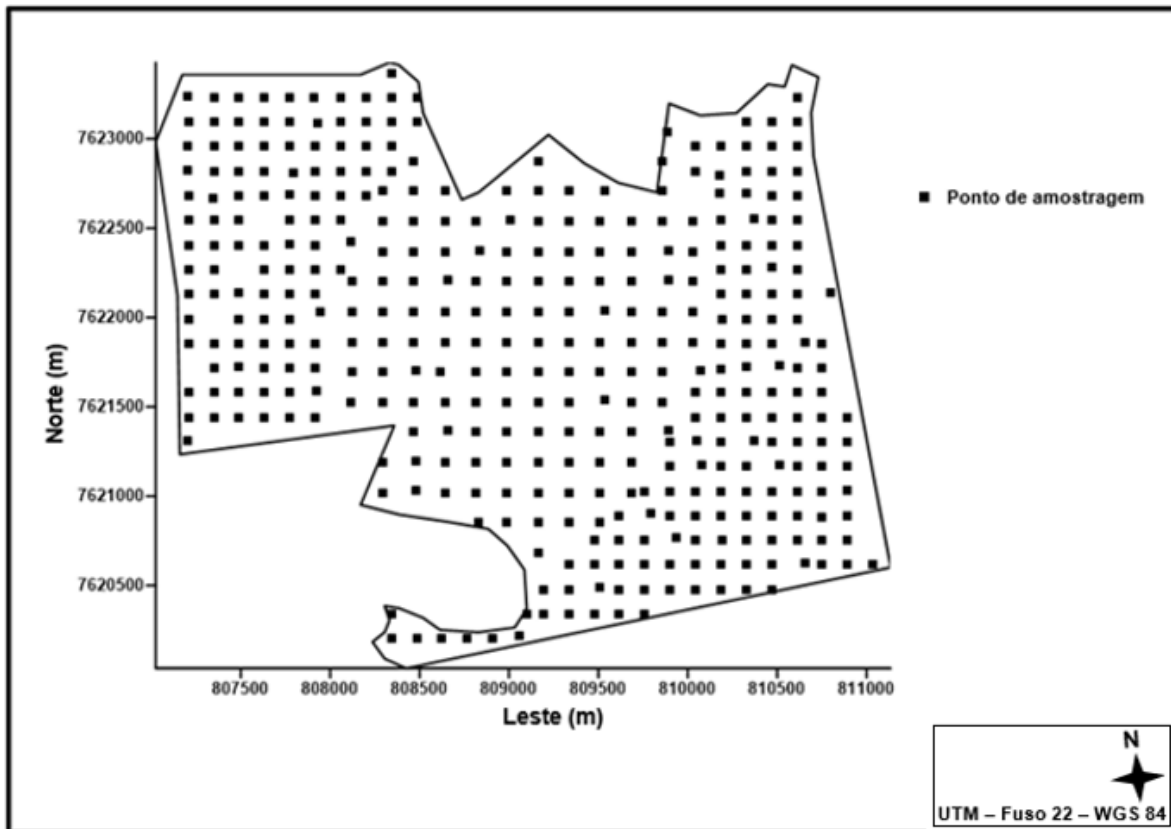 7623000
7622500
7622000
7621500
7621000
7620500
Norte (m)
807500 808000 808500 809000 809500 810000 810500 811000
Leste (m)
Ponto de amostragem
N
UTM – Fuso 22 – WGS 84